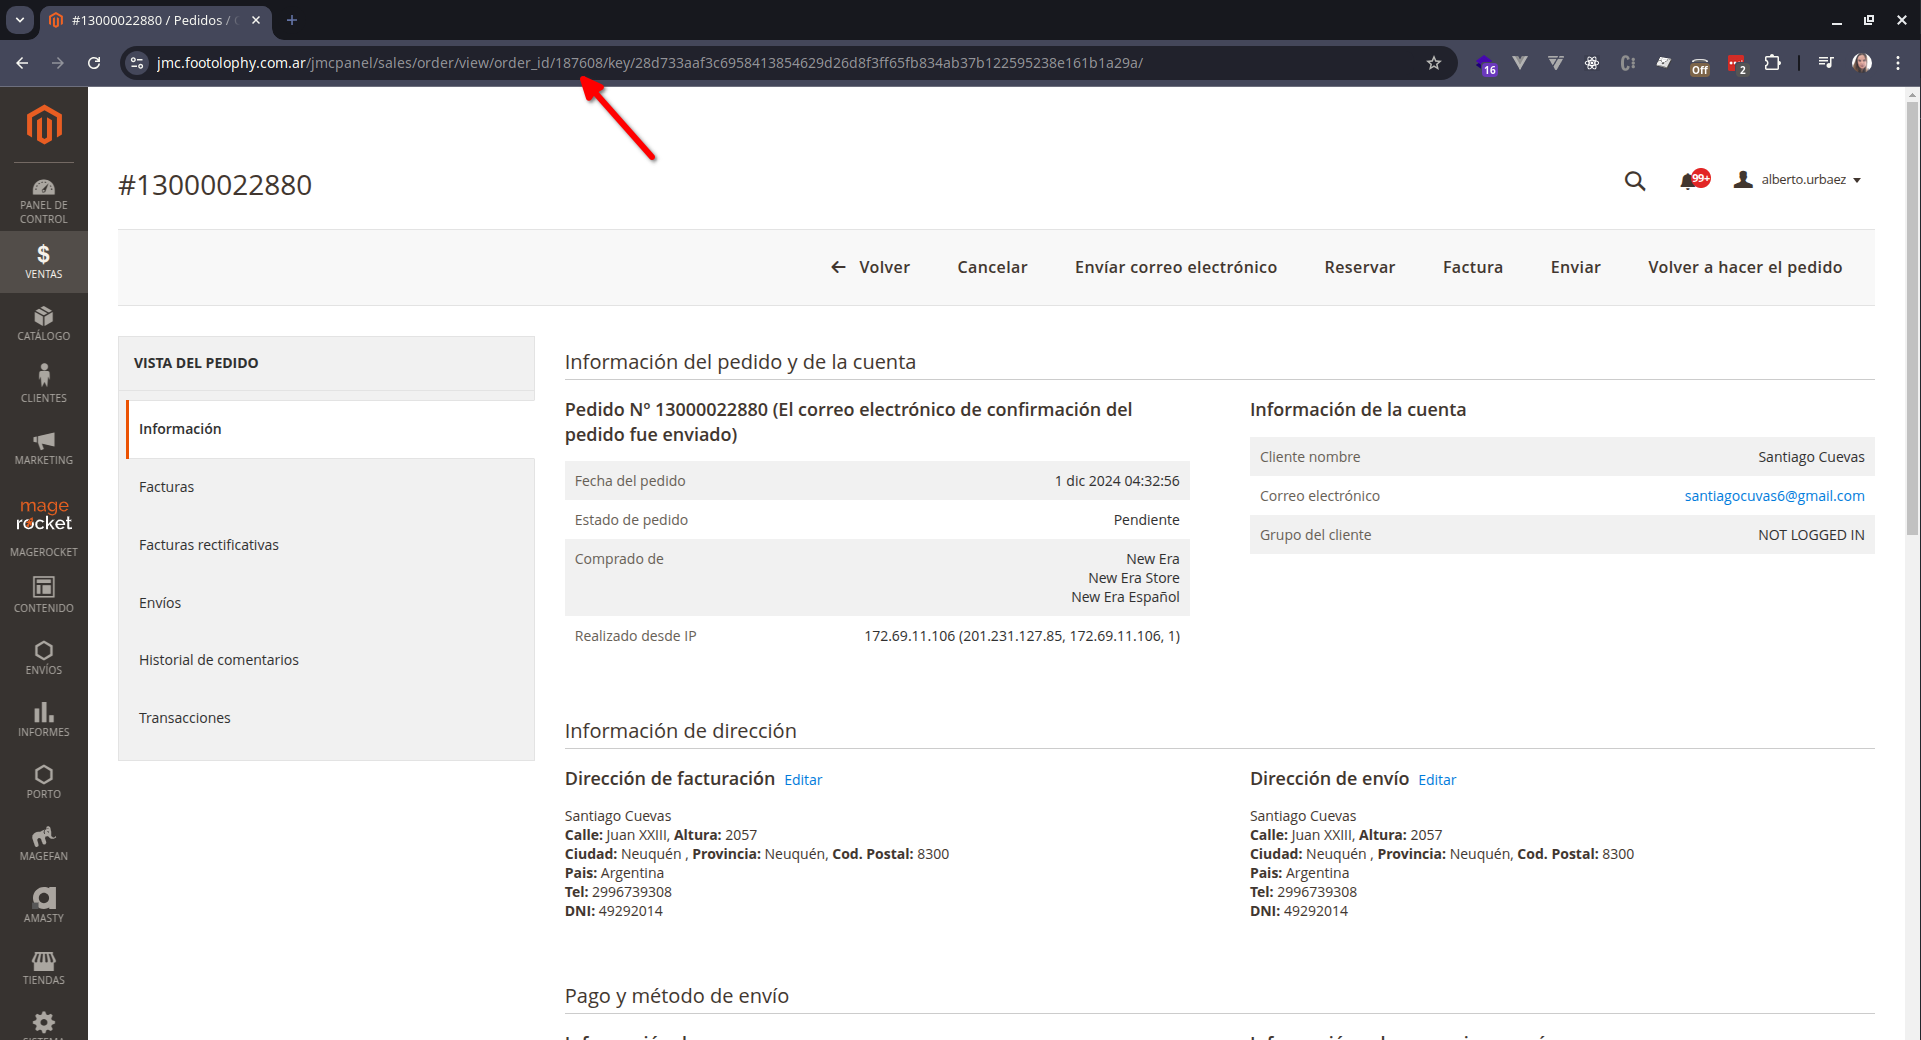 #13000022880 / Pedidos /
jmc.footolophy.com.ar/jmcpanel/sales/order/view/order_id/187608/key/28d733aaf3c6958413854629d26d8f3ff65fb834ab37b122595238e161b1a29a/
16
Off
2
#13000022880
99+
alberto.urbaez
PANEL DE
CONTROL
VENTAS
CATÁLOGO
CLIENTES
MARKETING
mage
rocket
MAGEROCKET
CONTENIDO
ENVÍOS
INFORMES
PORTO
MAGEFAN
AMASTY
TIENDAS
Volver
Cancelar
Envíar correo electrónico
Reservar
Factura
Enviar
Volver a hacer el pedido
VISTA DEL PEDIDO
Información
Facturas
Facturas rectificativas
Envíos
Historial de comentarios
Transacciones
Información del pedido y de la cuenta
Pedido Nº 13000022880 (El correo electrónico de confirmación del
pedido fue enviado)
Fecha del pedido 1 dic 2024 04:32:56
Estado de pedido Pendiente
Comprado de New Era
New Era Store
New Era Español
Realizado desde IP 172.69.11.106 (201.231.127.85, 172.69.11.106, 1)
Información de la cuenta
Cliente nombre Santiago Cuevas
Correo electrónico santiagocuvas6@gmail.com
Grupo del cliente NOT LOGGED IN
Información de dirección
Dirección de facturación Editar
Santiago Cuevas
Calle: Juan XXIII, Altura: 2057
Ciudad: Neuquén , Provincia: Neuquén, Cod. Postal: 8300
Pais: Argentina
Tel: 2996739308
DNI: 49292014
Dirección de envío Editar
Santiago Cuevas
Calle: Juan XXIII, Altura: 2057
Ciudad: Neuquén , Provincia: Neuquén, Cod. Postal: 8300
Pais: Argentina
Tel: 2996739308
DNI: 49292014
Pago y método de envío